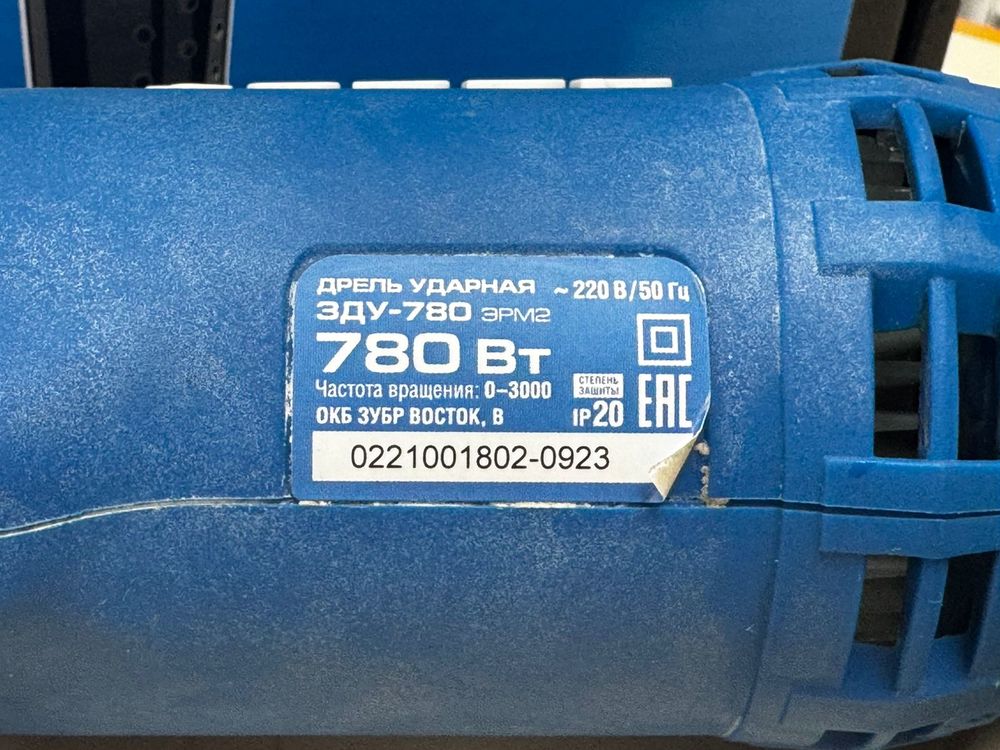 ДРЕЛЬ УДАРНАЯ ~ 220 В/50 Гц
ЗДУ-780 ЭРМ2
780 Вт
Частота вращения: 0–3000
СТЕПЕНЬ
ЗАЩИТЫ
IP20
EAC
ОКБ ЗУБР ВОСТОК, В
0221001802-0923